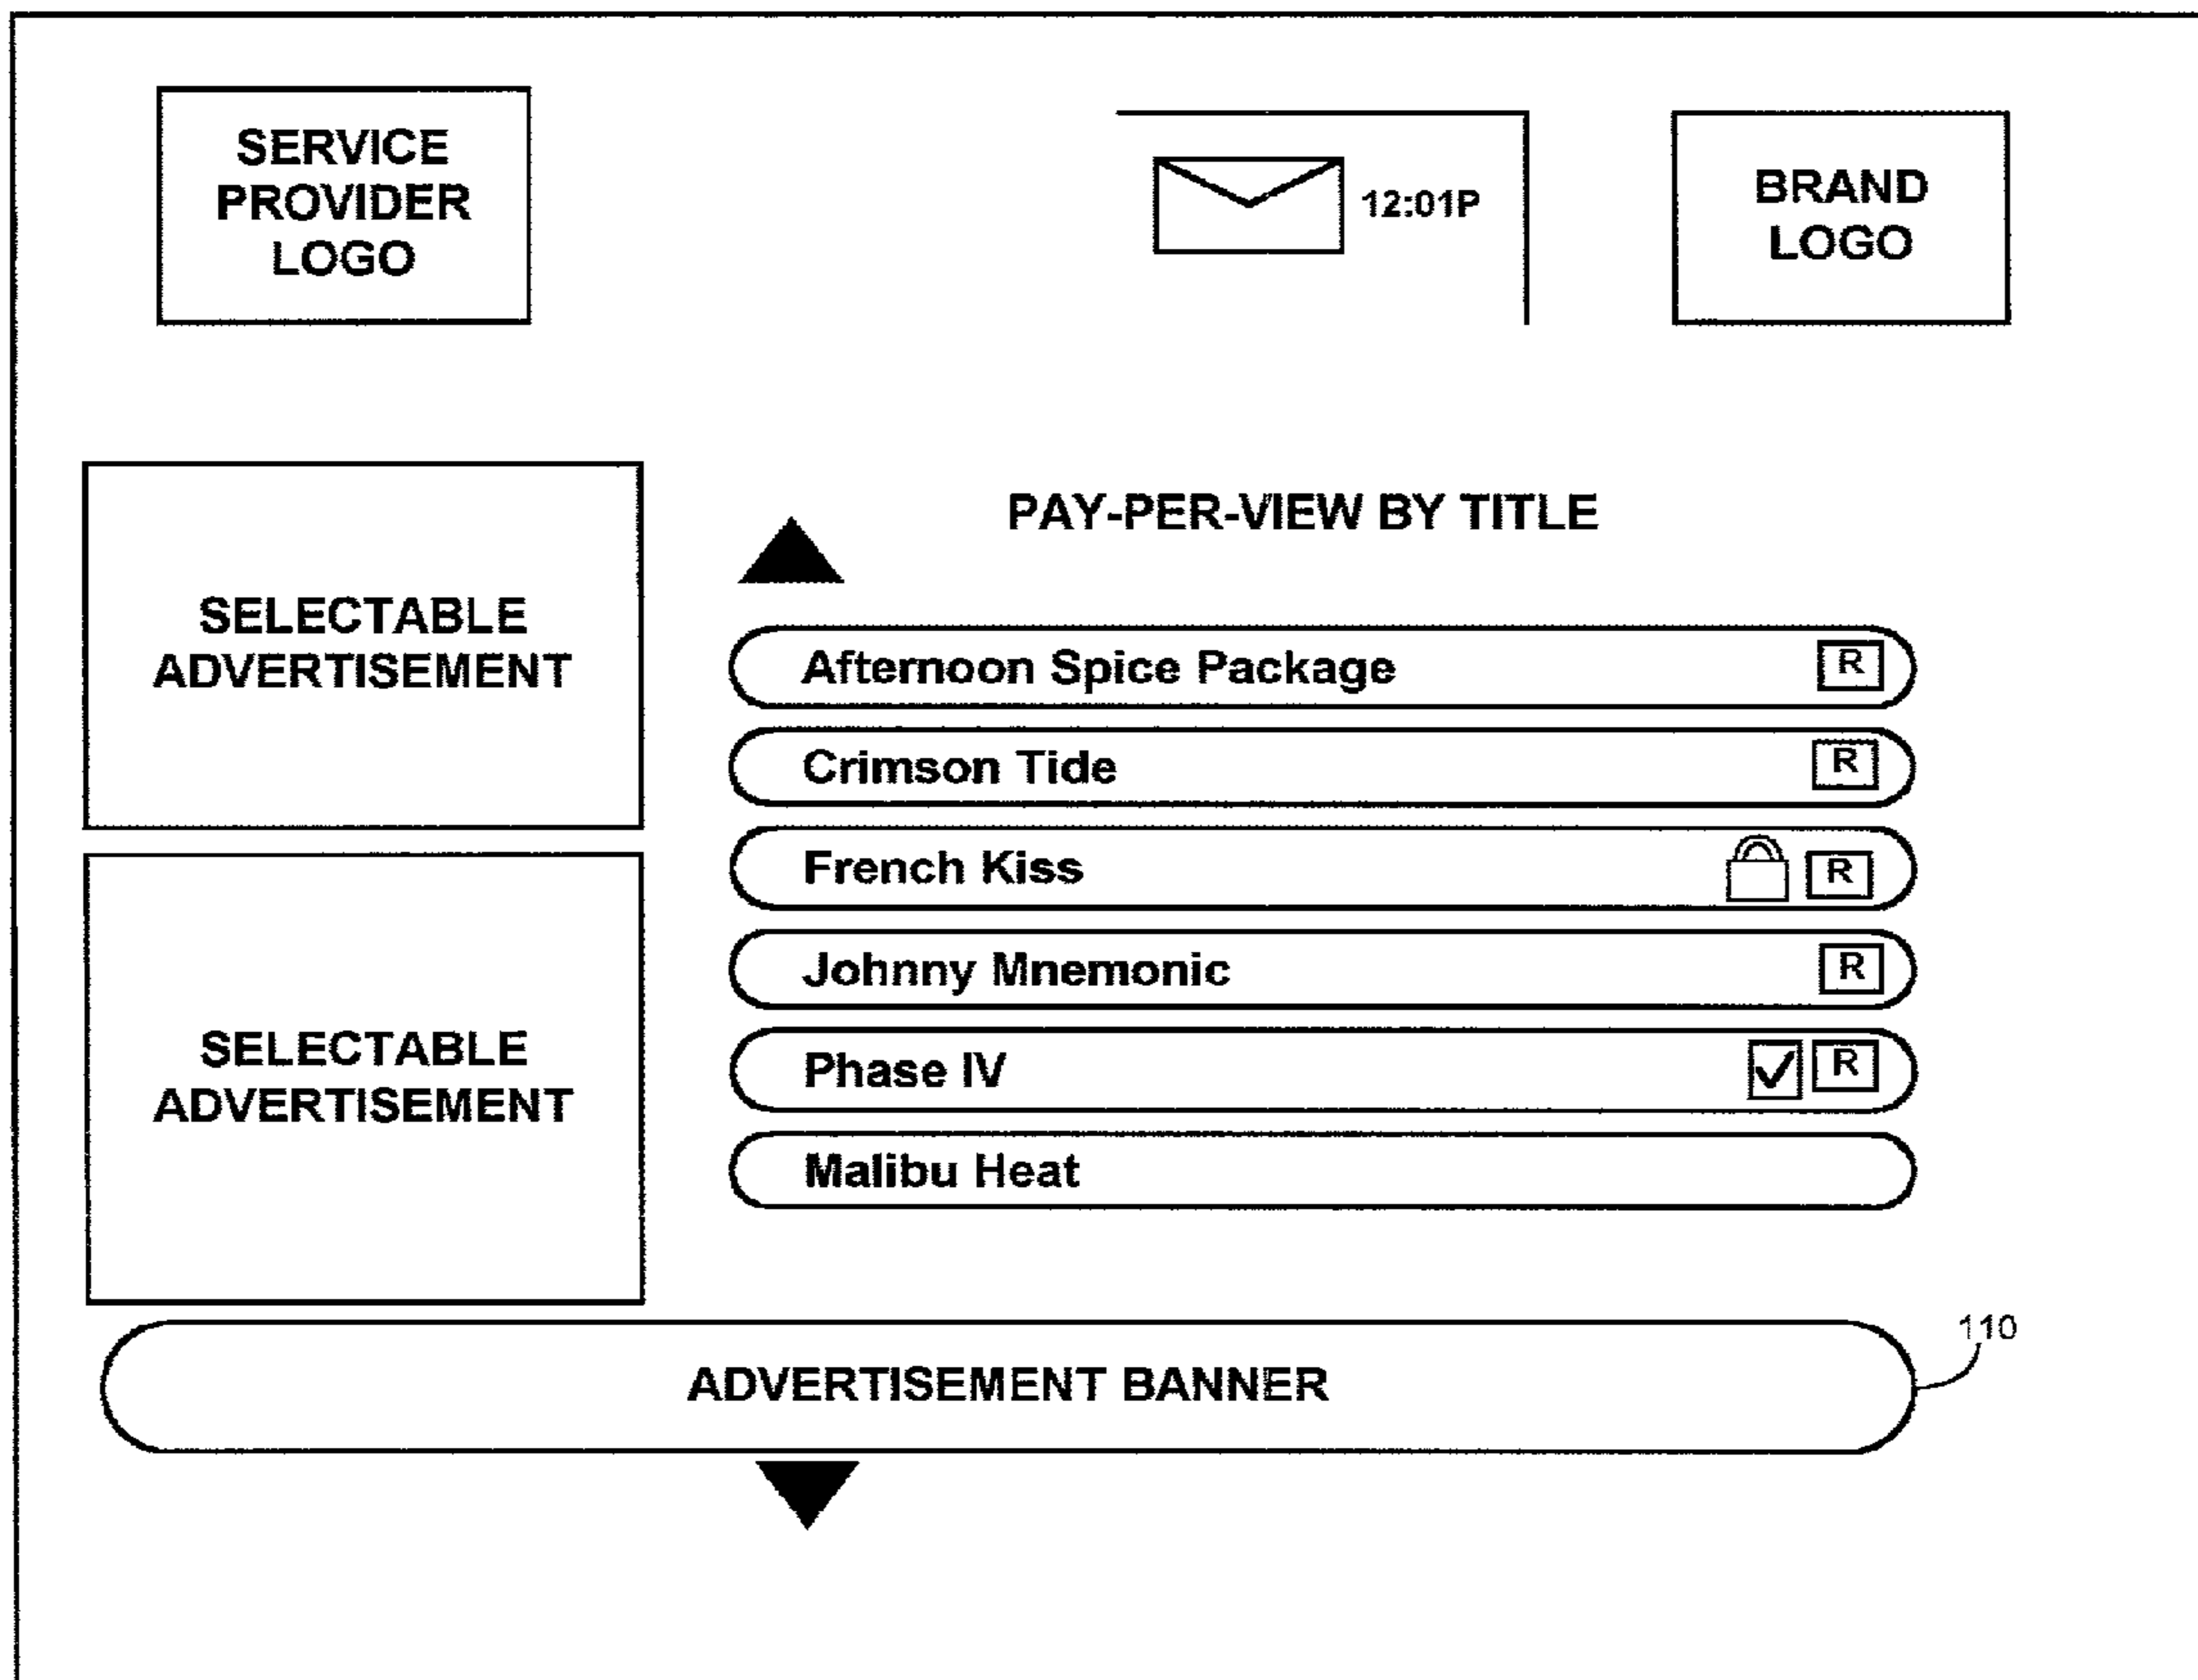 SERVICE
PROVIDER
LOGO
12:01P
BRAND
LOGO
SELECTABLE
ADVERTISEMENT
PAY-PER-VIEW BY TITLE
Afternoon Spice Package R
Crimson Tide R
French Kiss R
Johnny Mnemonic R
Phase IV R
Malibu Heat
SELECTABLE
ADVERTISEMENT
ADVERTISEMENT BANNER
110